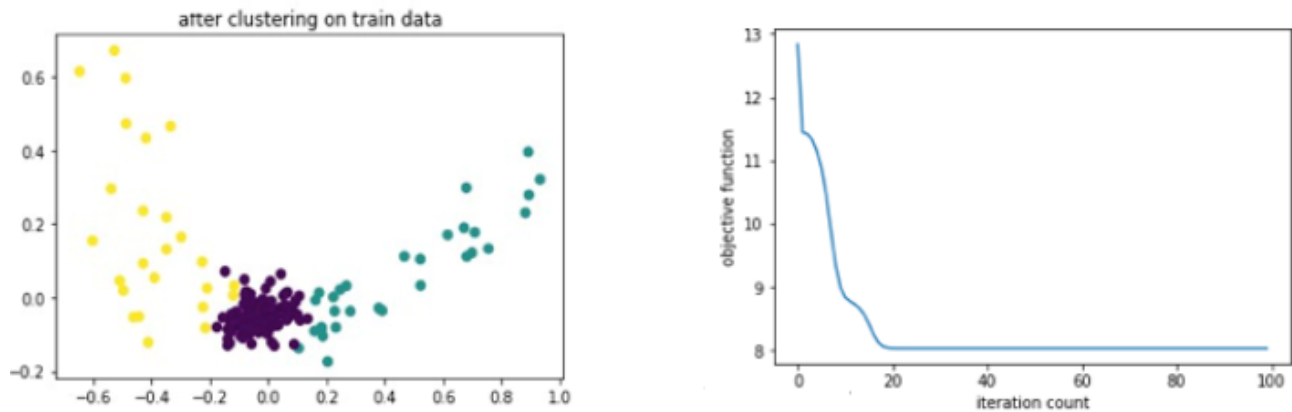 after clustering on train data
0.6
0.4
0.2
0.0
−0.2
−0.6 −0.4 −0.2 0.0 0.2 0.4 0.6 0.8 1.0
objective function
13
12
11
10
9
8
0 20 40 60 80 100
iteration count